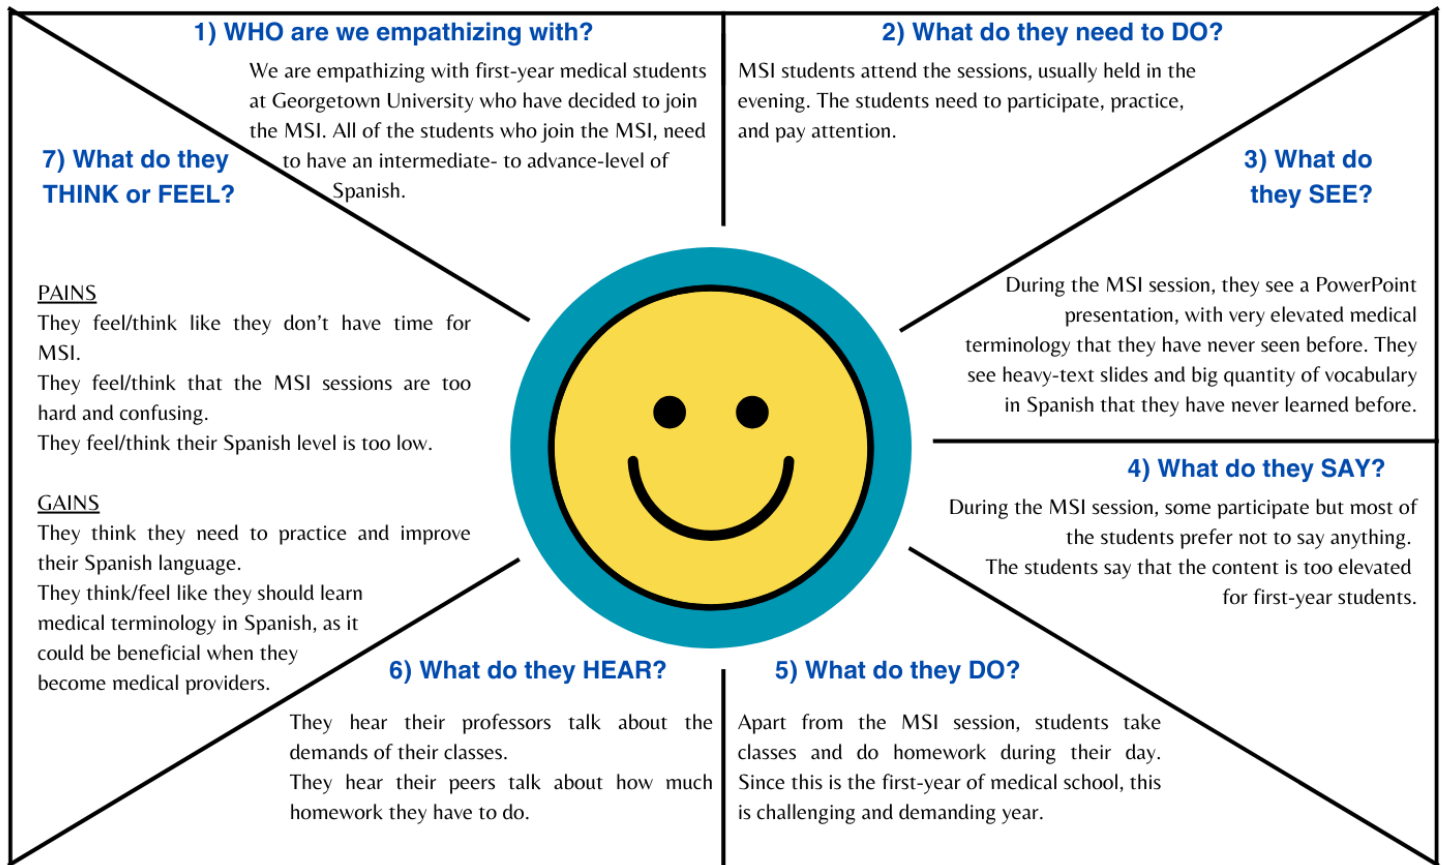 1) WHO are we empathizing with?
We are empathizing with first-year medical students
at Georgetown University who have decided to join
the MSI. All of the students who join the MSI, need
to have an intermediate- to advance-level of
Spanish.
2) What do they need to DO?
MSI students attend the sessions, usually held in the
evening. The students need to participate, practice,
and pay attention.
3) What do
they SEE?
During the MSI session, they see a PowerPoint
presentation, with very elevated medical
terminology that they have never seen before. They
see heavy-text slides and big quantity of vocabulary
in Spanish that they have never learned before.
4) What do they SAY?
During the MSI session, some participate but most of
the students prefer not to say anything.
The students say that the content is too elevated
for first-year students.
5) What do they DO?
Apart from the MSI session, students take
classes and do homework during their day.
Since this is the first-year of medical school, this
is challenging and demanding year.
6) What do they HEAR?
They hear their professors talk about the
demands of their classes.
They hear their peers talk about how much
homework they have to do.
7) What do they
THINK or FEEL?
PAINS
They feel/think like they don’t have time for
MSI.
They feel/think that the MSI sessions are too
hard and confusing.
They feel/think their Spanish level is too low.
GAINS
They think they need to practice and improve
their Spanish language.
They think/feel like they should learn
medical terminology in Spanish, as it
could be beneficial when they
become medical providers.